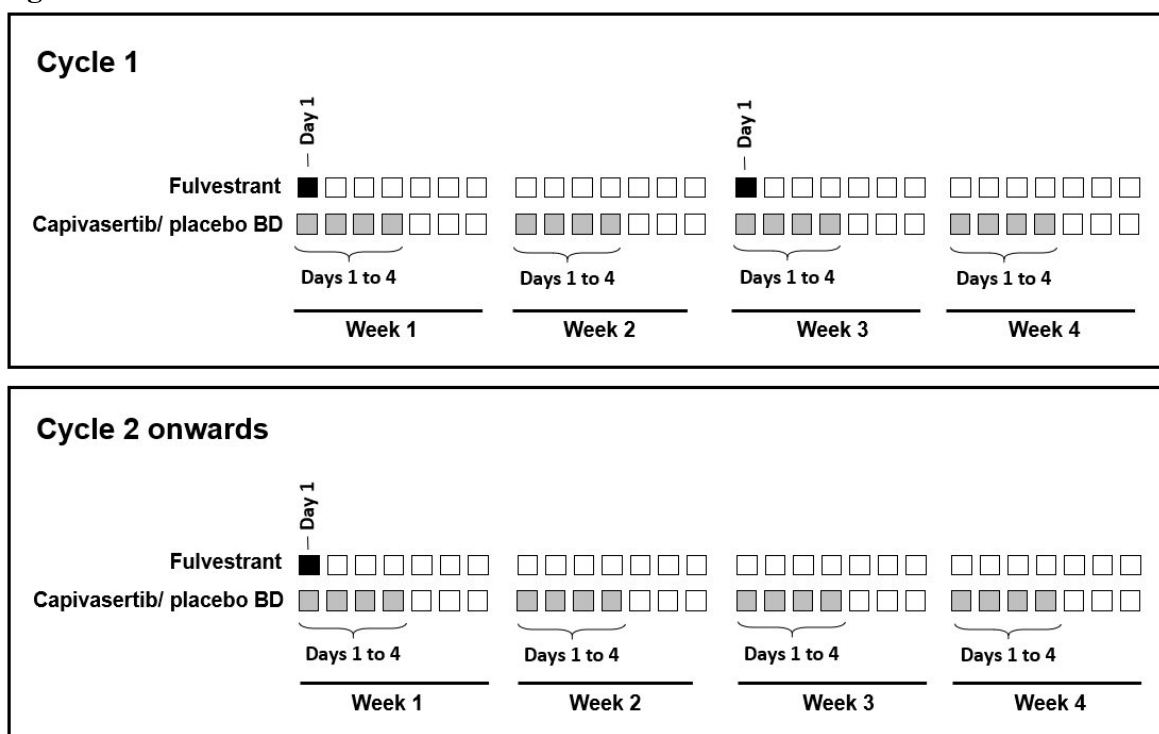 Cycle 1
Day 1 Day 1
Fulvestrant
Capivasertib/ placebo BD
Days 1 to 4 Days 1 to 4 Days 1 to 4 Days 1 to 4
Week 1 Week 2 Week 3 Week 4
Cycle 2 onwards
Day 1
Fulvestrant
Capivasertib/ placebo BD
Days 1 to 4 Days 1 to 4 Days 1 to 4 Days 1 to 4
Week 1 Week 2 Week 3 Week 4